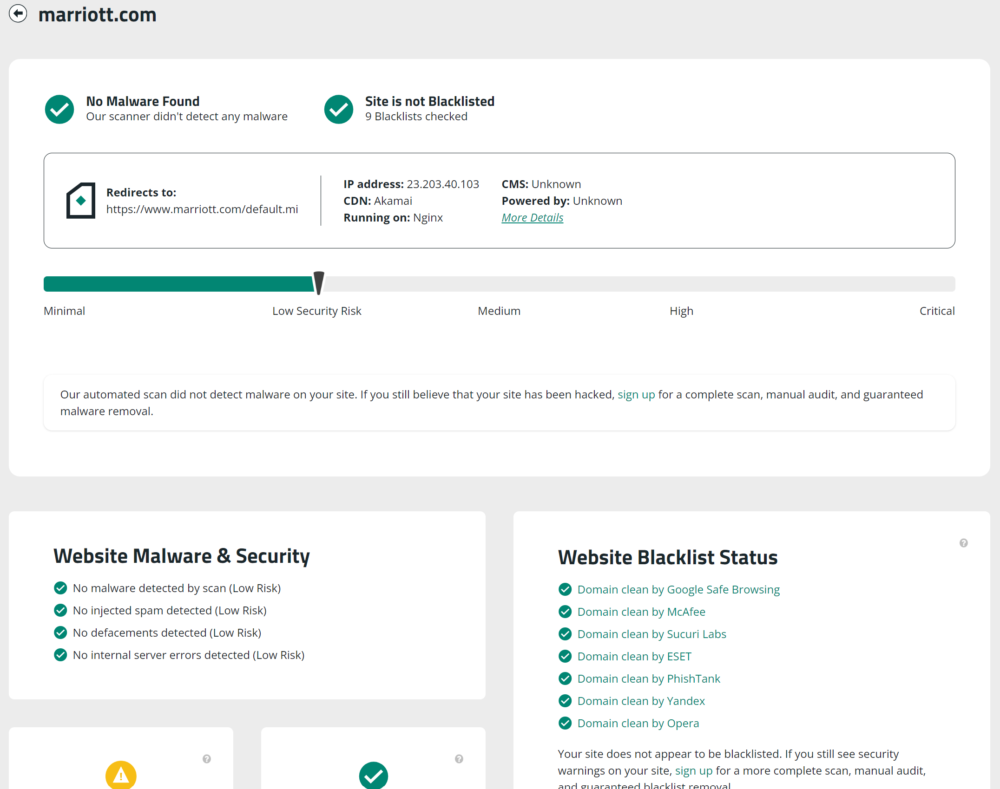 marriott.com
No Malware Found
Our scanner didn't detect any malware
Site is not Blacklisted
9 Blacklists checked
Redirects to:
https://www.marriott.com/default.mi
IP address: 23.203.40.103
CDN: Akamai
Running on: Nginx
CMS: Unknown
Powered by: Unknown
More Details
Minimal
Low Security Risk
Medium
High
Critical
Our automated scan did not detect malware on your site. If you still believe that your site has been hacked, sign up for a complete scan, manual audit, and guaranteed
malware removal.
Website Malware & Security
No malware detected by scan (Low Risk)
No injected spam detected (Low Risk)
No defacements detected (Low Risk)
No internal server errors detected (Low Risk)
Website Blacklist Status
Domain clean by Google Safe Browsing
Domain clean by McAfee
Domain clean by Sucuri Labs
Domain clean by ESET
Domain clean by PhishTank
Domain clean by Yandex
Domain clean by Opera
Your site does not appear to be blacklisted. If you still see security
warnings on your site, sign up for a more complete scan, manual audit,
and guaranteed blacklist removal.